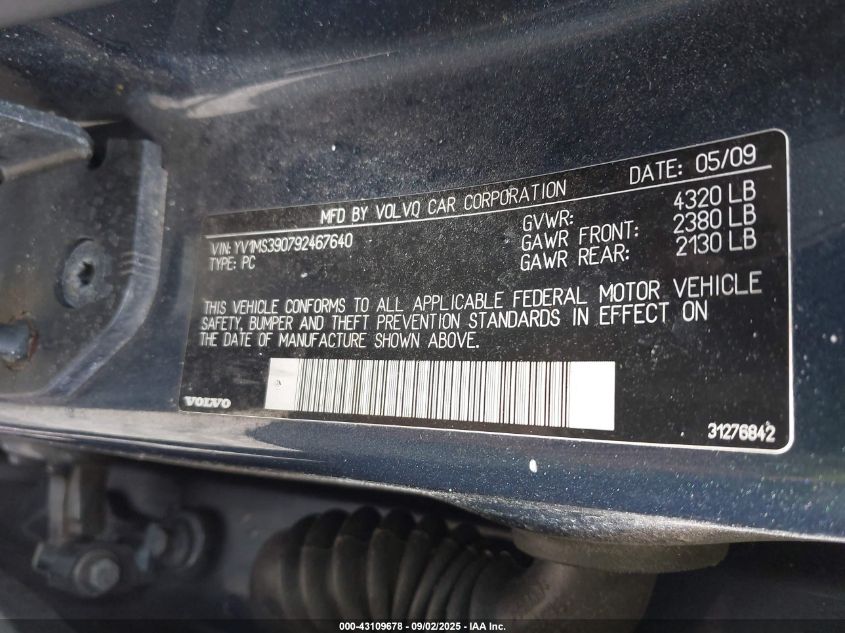 MFD BY VOLVO CAR CORPORATION DATE: 05/09
VIN: YV1MS390792467640
TYPE: PC
GVWR: 4320 LB
GAWR FRONT: 2380 LB
GAWR REAR: 2130 LB
THIS VEHICLE CONFORMS TO ALL APPLICABLE FEDERAL MOTOR VEHICLE
SAFETY, BUMPER AND THEFT PREVENTION STANDARDS IN EFFECT ON
THE DATE OF MANUFACTURE SHOWN ABOVE.
VOLVO
31276842
000-43109678 - 09/02/2025 - IAA Inc.